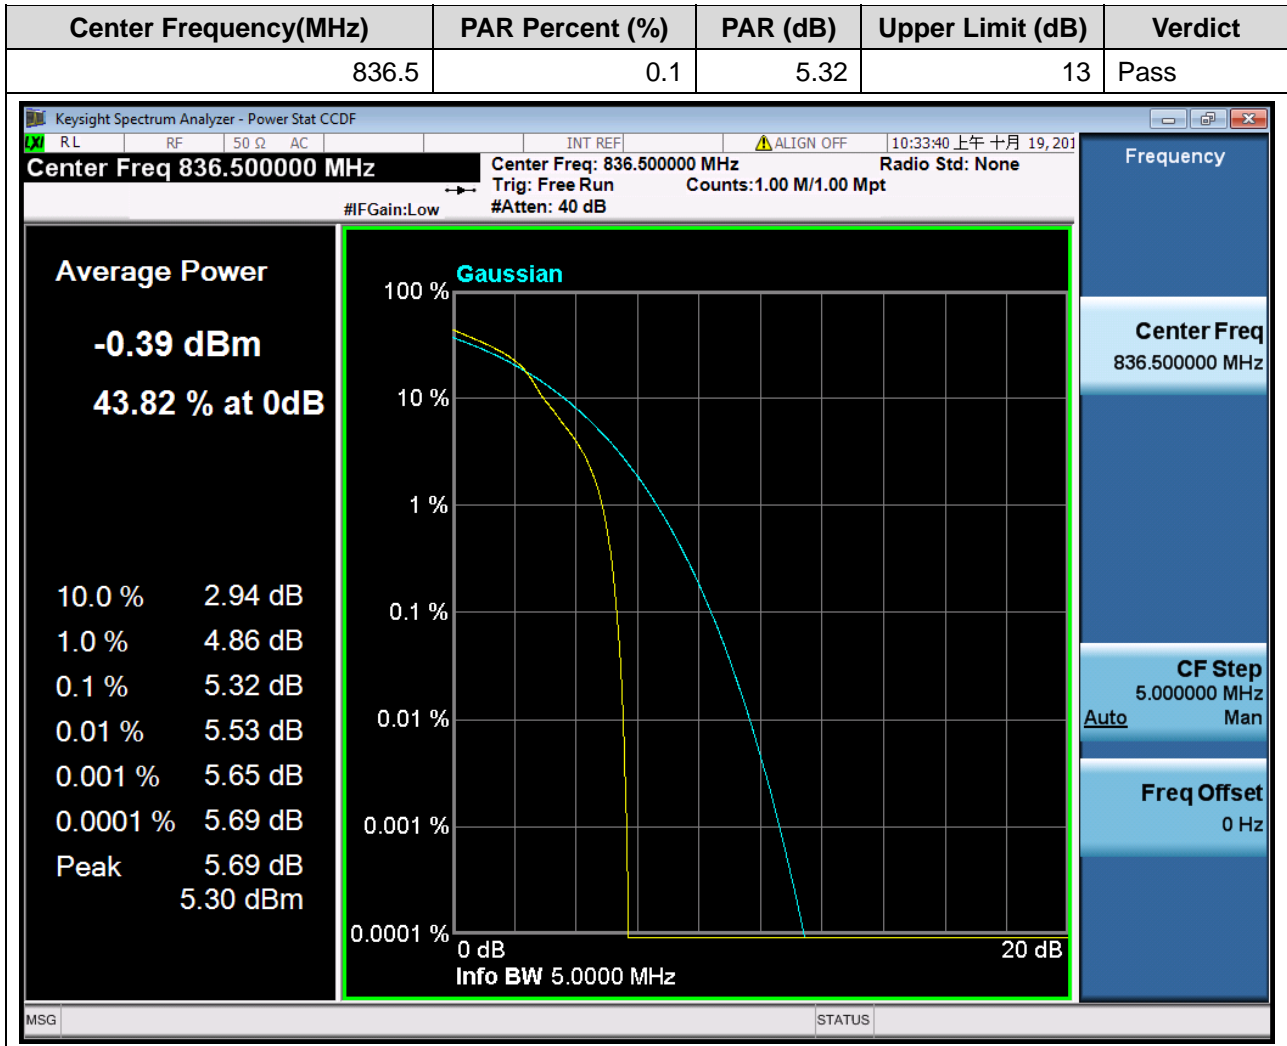 Center Frequency(MHz) PAR Percent (%) PAR (dB) Upper Limit (dB) Verdict
836.5 0.1 5.32 13 Pass
Keysight Spectrum Analyzer - Power Stat CCDF
LXI RL RF 50 Ω AC INT REF ALIGN OFF 10:33:40 上午 十月 19, 201
Center Freq 836.500000 MHz
Center Freq: 836.500000 MHz Radio Std: None
Trig: Free Run Counts:1.00 M/1.00 Mpt
#IFGain:Low #Atten: 40 dB
Average Power
-0.39 dBm
43.82 % at 0dB
10.0 % 2.94 dB
1.0 % 4.86 dB
0.1 % 5.32 dB
0.01 % 5.53 dB
0.001 % 5.65 dB
0.0001 % 5.69 dB
Peak 5.69 dB
5.30 dBm
Gaussian
100 %
10 %
1 %
0.1 %
0.01 %
0.001 %
0.0001 %
0 dB 20 dB
Info BW 5.0000 MHz
Frequency
Center Freq
836.500000 MHz
CF Step
5.000000 MHz
Auto Man
Freq Offset
0 Hz
MSG STATUS